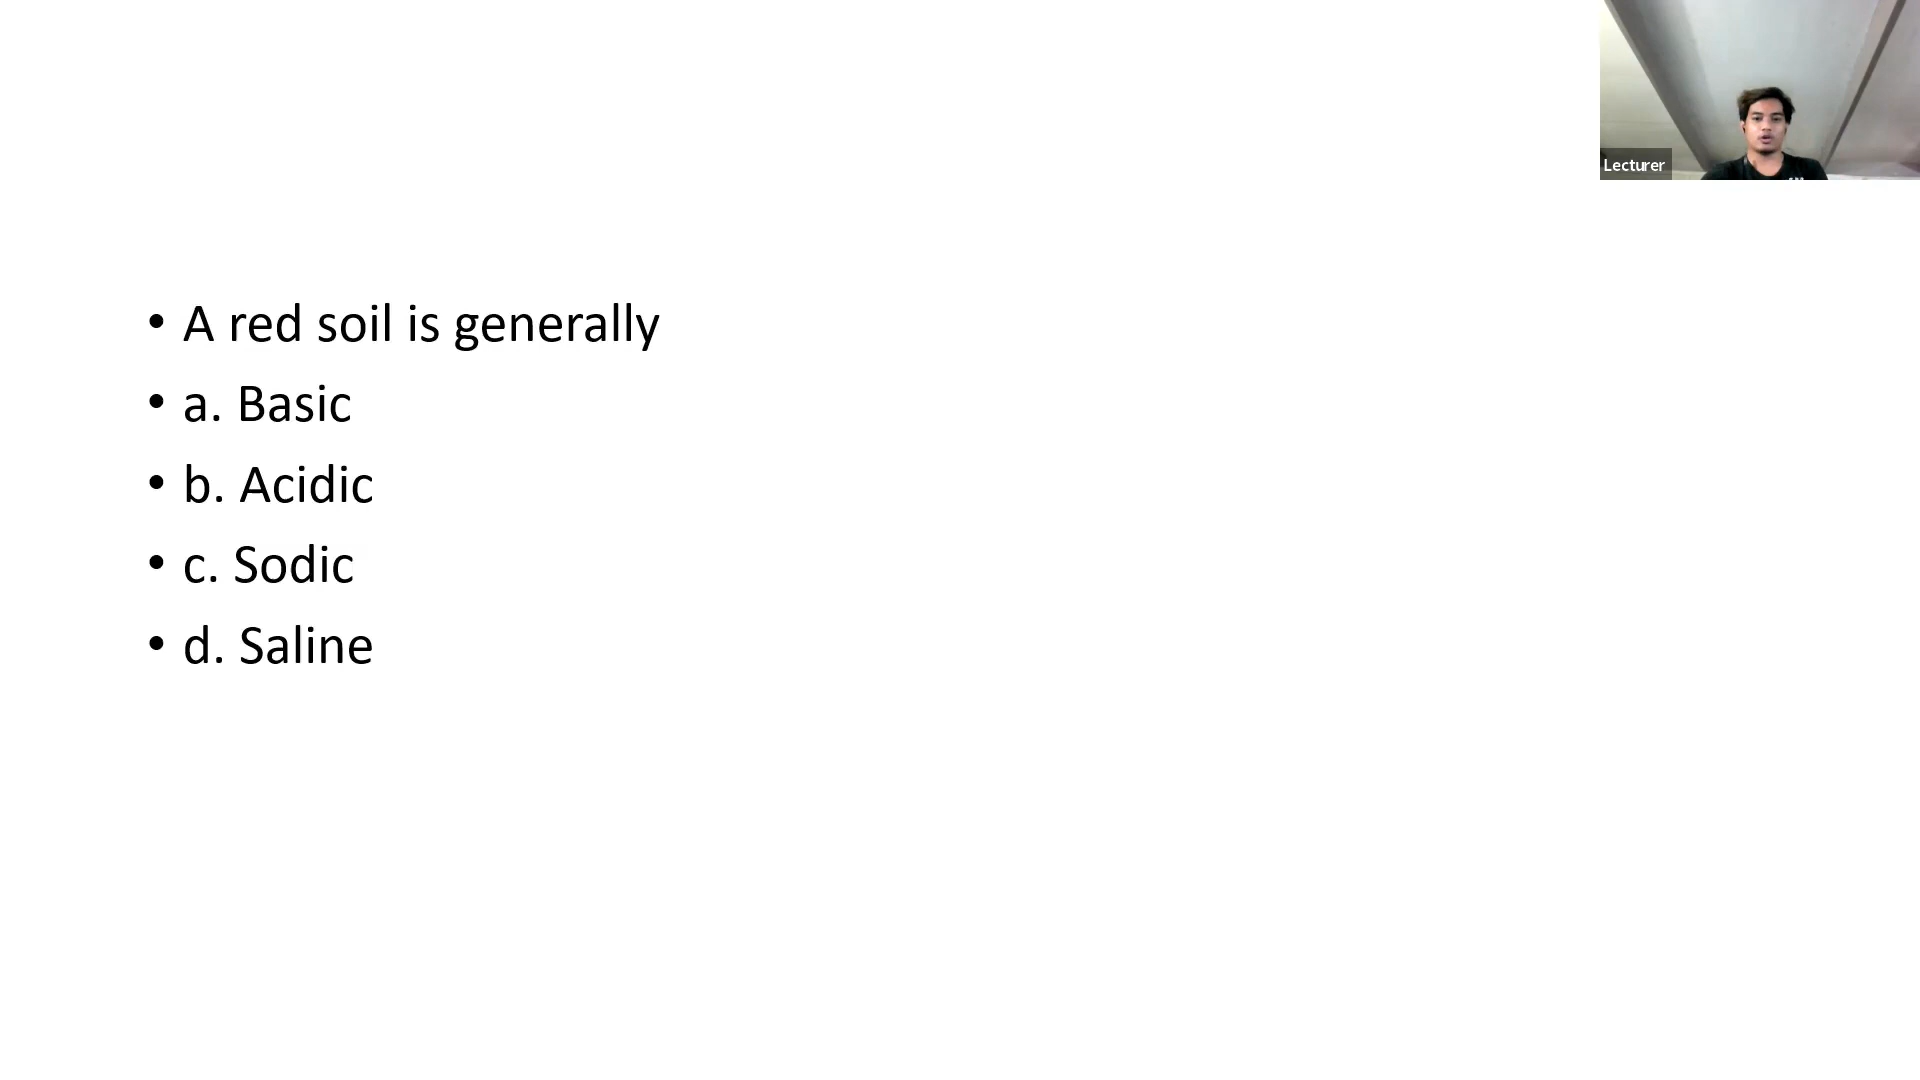 Lecturer
• A red soil is generally
• a. Basic
• b. Acidic
• c. Sodic
• d. Saline